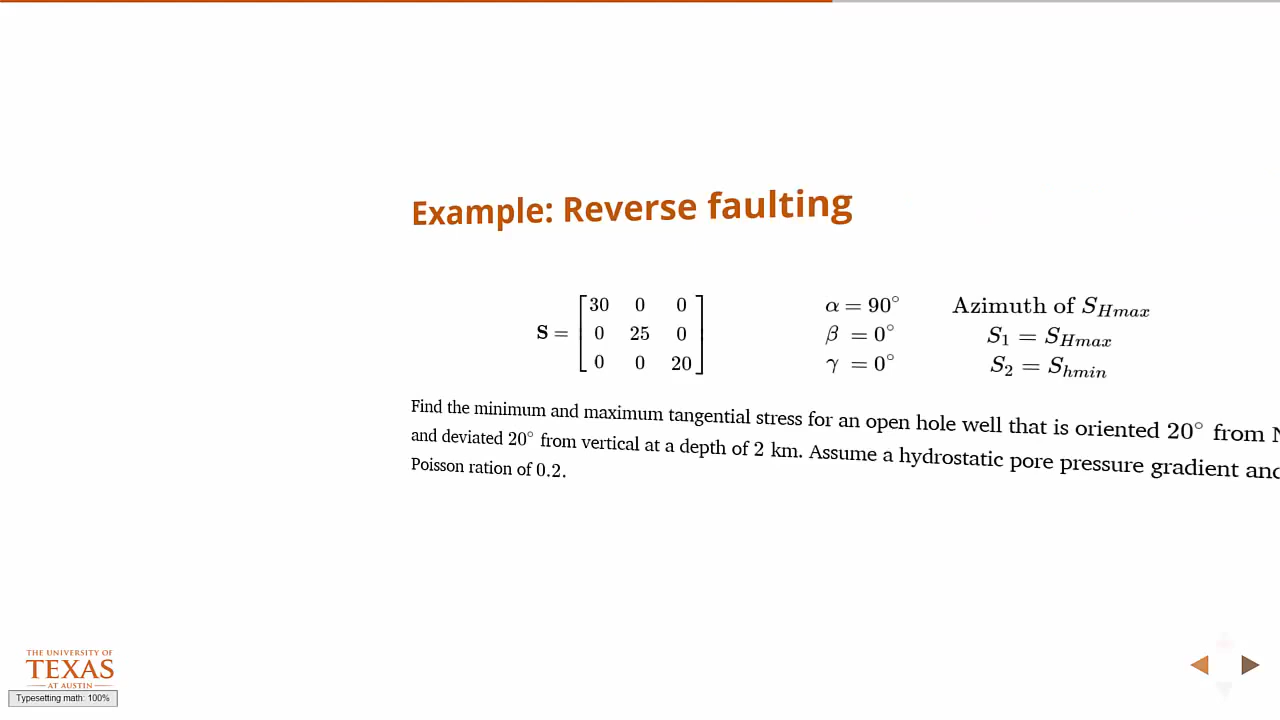 Example: Reverse faulting
S = [30 0 0; 0 25 0; 0 0 20]
α = 90° Azimuth of S_Hmax
β = 0° S_1 = S_Hmax
γ = 0° S_2 = S_hmin
Find the minimum and maximum tangential stress for an open hole well that is oriented 20° from
and deviated 20° from vertical at a depth of 2 km. Assume a hydrostatic pore pressure gradient and
Poisson ration of 0.2.
THE UNIVERSITY OF
TEXAS
AT AUSTIN
Typesetting math: 100%